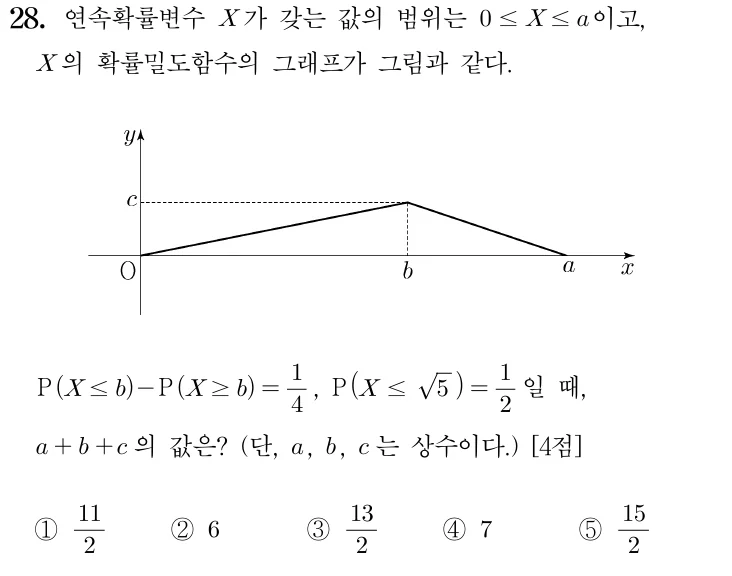 28. 연속확률변수 X가 갖는 값의 범위는 0 ≤ X ≤ a이고,
X의 확률밀도함수의 그래프가 그림과 같다.
y
c
O b a x
P(X ≤ b) − P(X ≥ b) = 1/4, P(X ≤ √5) = 1/2 일 때,
a + b + c의 값은? (단, a, b, c는 상수이다.) [4점]
① 11/2 ② 6 ③ 13/2 ④ 7 ⑤ 15/2